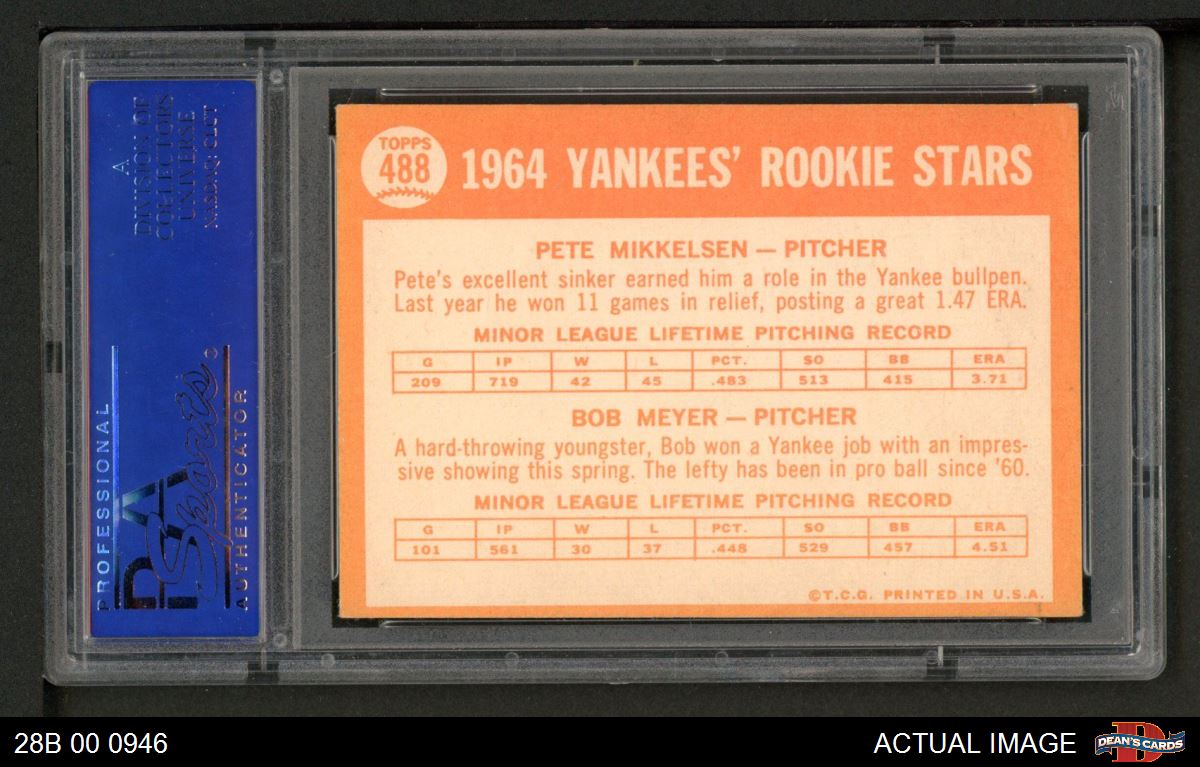 A
DIVISION OF
COLLECTORS
UNIVERSE
NASDAQ: CLCT
PROFESSIONAL
PSA
Sports
AUTHENTICATOR
TOPPS
488
1964 YANKEES' ROOKIE STARS
PETE MIKKELSEN — PITCHER
Pete's excellent sinker earned him a role in the Yankee bullpen.
Last year he won 11 games in relief, posting a great 1.47 ERA.
MINOR LEAGUE LIFETIME PITCHING RECORD
G IP W L PCT. SO BB ERA
209 719 42 45 .483 513 415 3.71
BOB MEYER — PITCHER
A hard-throwing youngster, Bob won a Yankee job with an impres-
sive showing this spring. The lefty has been in pro ball since '60.
MINOR LEAGUE LIFETIME PITCHING RECORD
G IP W L PCT. SO BB ERA
101 561 30 37 .448 529 457 4.51
©T.C.G. PRINTED IN U.S.A.
28B 00 0946
ACTUAL IMAGE
D
DEAN'S CARDS